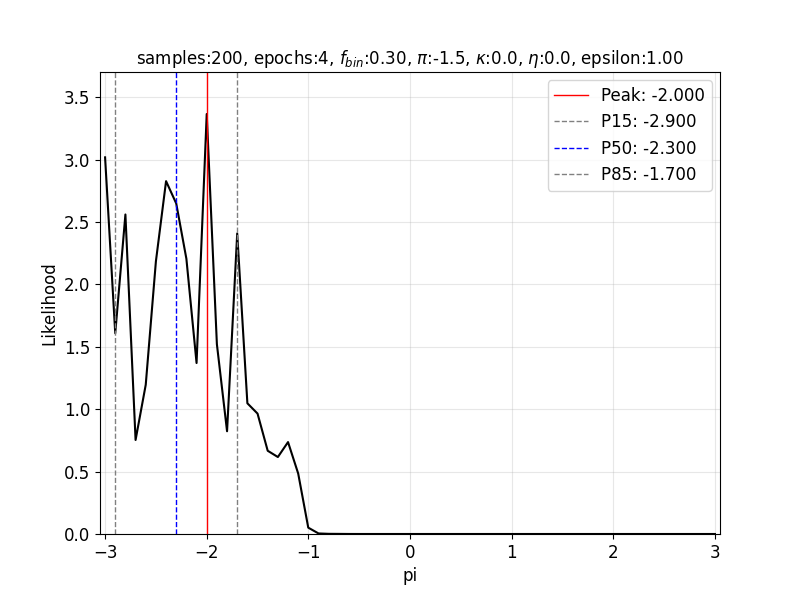 samples:200, epochs:4, f_bin:0.30, π:-1.5, κ:0.0, η:0.0, epsilon:1.00
Peak: -2.000
P15: -2.900
P50: -2.300
P85: -1.700
3.5
3.0
2.5
2.0
1.5
1.0
0.5
0.0
Likelihood
−3 −2 −1 0 1 2 3
pi